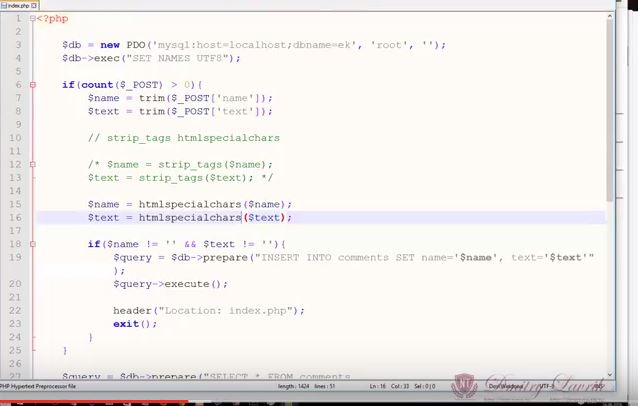 index.php
1 <?php
2
3 $db = new PDO('mysql:host=localhost;dbname=ek', 'root', '');
4 $db->exec("SET NAMES UTF8");
5
6 if(count($_POST) > 0){
7 $name = trim($_POST['name']);
8 $text = trim($_POST['text']);
9
10 // strip_tags htmlspecialchars
11
12 /* $name = strip_tags($name);
13 $text = strip_tags($text); */
14
15 $name = htmlspecialchars($name);
16 $text = htmlspecialchars($text);
17
18 if($name != '' && $text != ''){
19 $query = $db->prepare("INSERT INTO comments SET name='$name', text='$text'"
);
20 $query->execute();
21
22 header("Location: index.php");
23 exit();
24 }
25 }
26
27 $query = $db->prepare("SELECT * FROM comments
PHP Hypertext Preprocessor file length : 1424 lines : 51 Ln : 16 Col : 33 Sel : 0 | 0 UTF-8